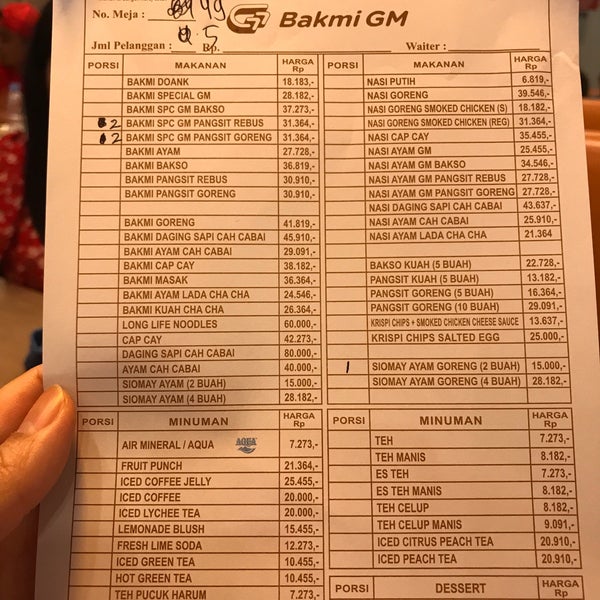 No. Meja : 49
Bakmi GM
Jml Pelanggan : 5 Rp. Waiter :
PORSI MAKANAN HARGA Rp
BAKMI DOANK 18.183,-
BAKMI SPECIAL GM 28.182,-
BAKMI SPC GM BAKSO 37.273,-
2 BAKMI SPC GM PANGSIT REBUS 31.364,-
2 BAKMI SPC GM PANGSIT GORENG 31.364,-
BAKMI AYAM 27.728,-
BAKMI BAKSO 36.819,-
BAKMI PANGSIT REBUS 30.910,-
BAKMI PANGSIT GORENG 30.910,-
BAKMI GORENG 41.819,-
BAKMI DAGING SAPI CAH CABAI 45.910,-
BAKMI AYAM CAH CABAI 29.091,-
BAKMI CAP CAY 38.182,-
BAKMI MASAK 36.364,-
BAKMI AYAM LADA CHA CHA 24.546,-
BAKMI KUAH CHA CHA 26.364,-
LONG LIFE NOODLES 60.000,-
CAP CAY 42.273,-
DAGING SAPI CAH CABAI 80.000,-
AYAM CAH CABAI 40.000,-
SIOMAY AYAM (2 BUAH) 15.000,-
SIOMAY AYAM (4 BUAH) 28.182,-
PORSI MAKANAN HARGA Rp
NASI PUTIH 6.819,-
NASI GORENG 39.546,-
NASI GORENG SMOKED CHICKEN (S) 18.182,-
NASI GORENG SMOKED CHICKEN (REG) 31.364,-
NASI CAP CAY 35.455,-
NASI AYAM GM 25.455,-
NASI AYAM GM BAKSO 34.546,-
NASI AYAM GM PANGSIT REBUS 27.728,-
NASI AYAM GM PANGSIT GORENG 27.728,-
NASI DAGING SAPI CAH CABAI 43.637,-
NASI AYAM CAH CABAI 25.910,-
NASI AYAM LADA CHA CHA 21.364
BAKSO KUAH (5 BUAH) 22.728,-
PANGSIT KUAH (5 BUAH) 13.182,-
PANGSIT GORENG (5 BUAH) 16.364,-
PANGSIT GORENG (10 BUAH) 29.091,-
KRISPI CHIPS + SMOKED CHICKEN CHEESE SAUCE 13.637,-
KRISPI CHIPS SALTED EGG 25.000,-
1 SIOMAY AYAM GORENG (2 BUAH) 15.000,-
SIOMAY AYAM GORENG (4 BUAH) 28.182,-
PORSI MINUMAN HARGA Rp
AIR MINERAL / AQUA AQUA 7.273,-
FRUIT PUNCH 21.364,-
ICED COFFEE JELLY 25.455,-
ICED COFFEE 20.000,-
ICED LYCHEE TEA 20.000,-
LEMONADE BLUSH 15.455,-
FRESH LIME SODA 12.273,-
ICED GREEN TEA 10.455,-
HOT GREEN TEA 10.455,-
TEH PUCUK HARUM 7.273,-
PORSI MINUMAN HARGA Rp
TEH 7.273,-
TEH MANIS 8.182,-
ES TEH 7.273,-
ES TEH MANIS 8.182,-
TEH CELUP 8.182,-
TEH CELUP MANIS 9.091,-
ICED CITRUS PEACH TEA 20.910,-
ICED PEACH TEA 20.910,-
PORSI DESSERT HARGA Rp